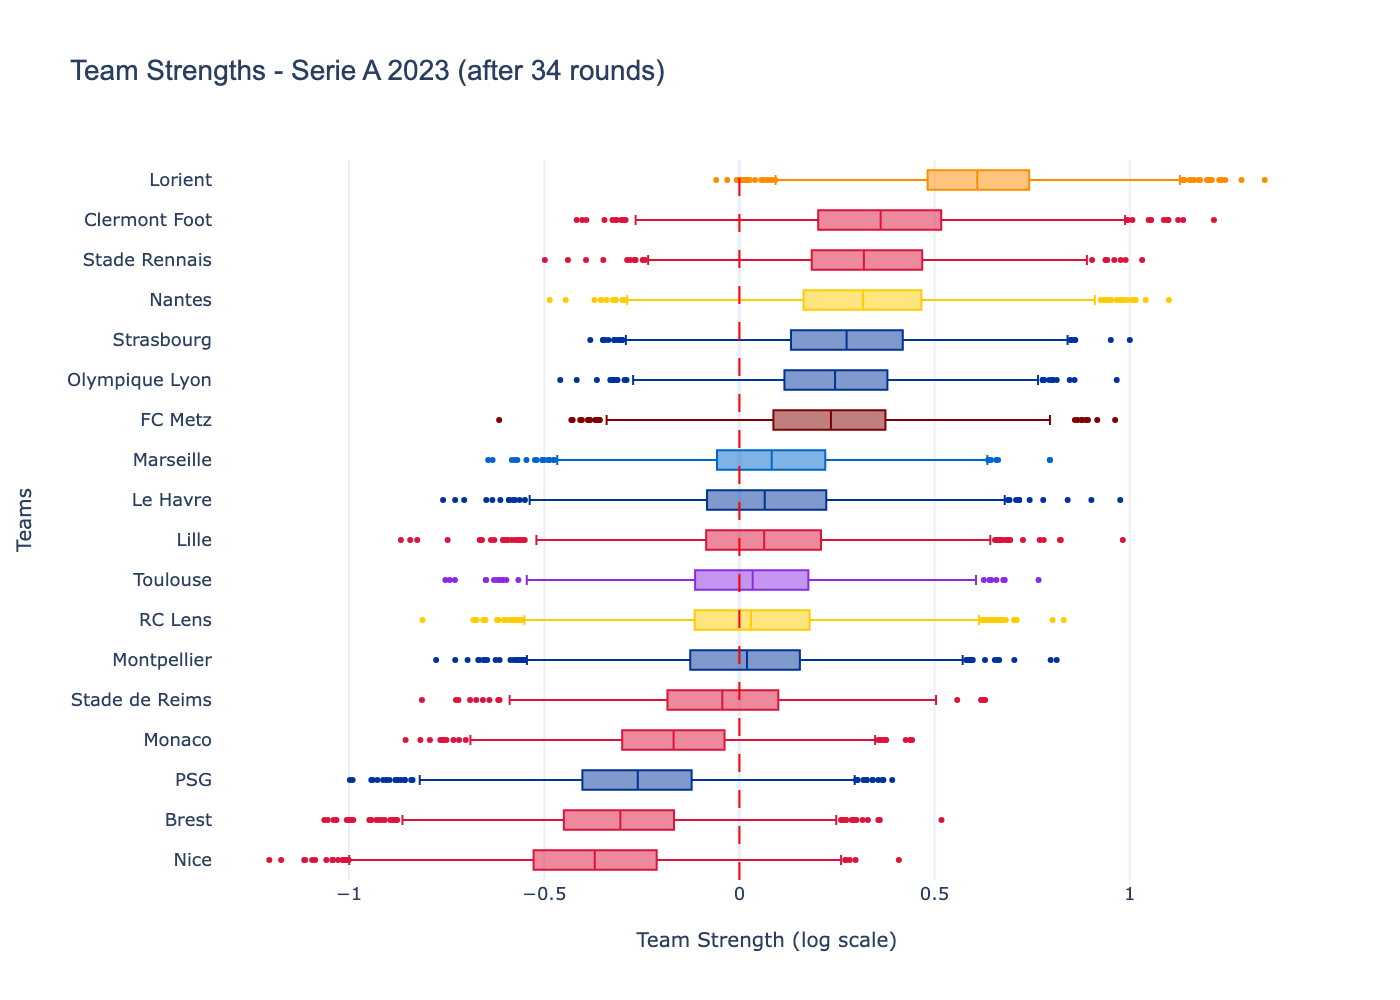 Team Strengths - Serie A 2023 (after 34 rounds)
Teams
Lorient
Clermont Foot
Stade Rennais
Nantes
Strasbourg
Olympique Lyon
FC Metz
Marseille
Le Havre
Lille
Toulouse
RC Lens
Montpellier
Stade de Reims
Monaco
PSG
Brest
Nice
−1 −0.5 0 0.5 1
Team Strength (log scale)